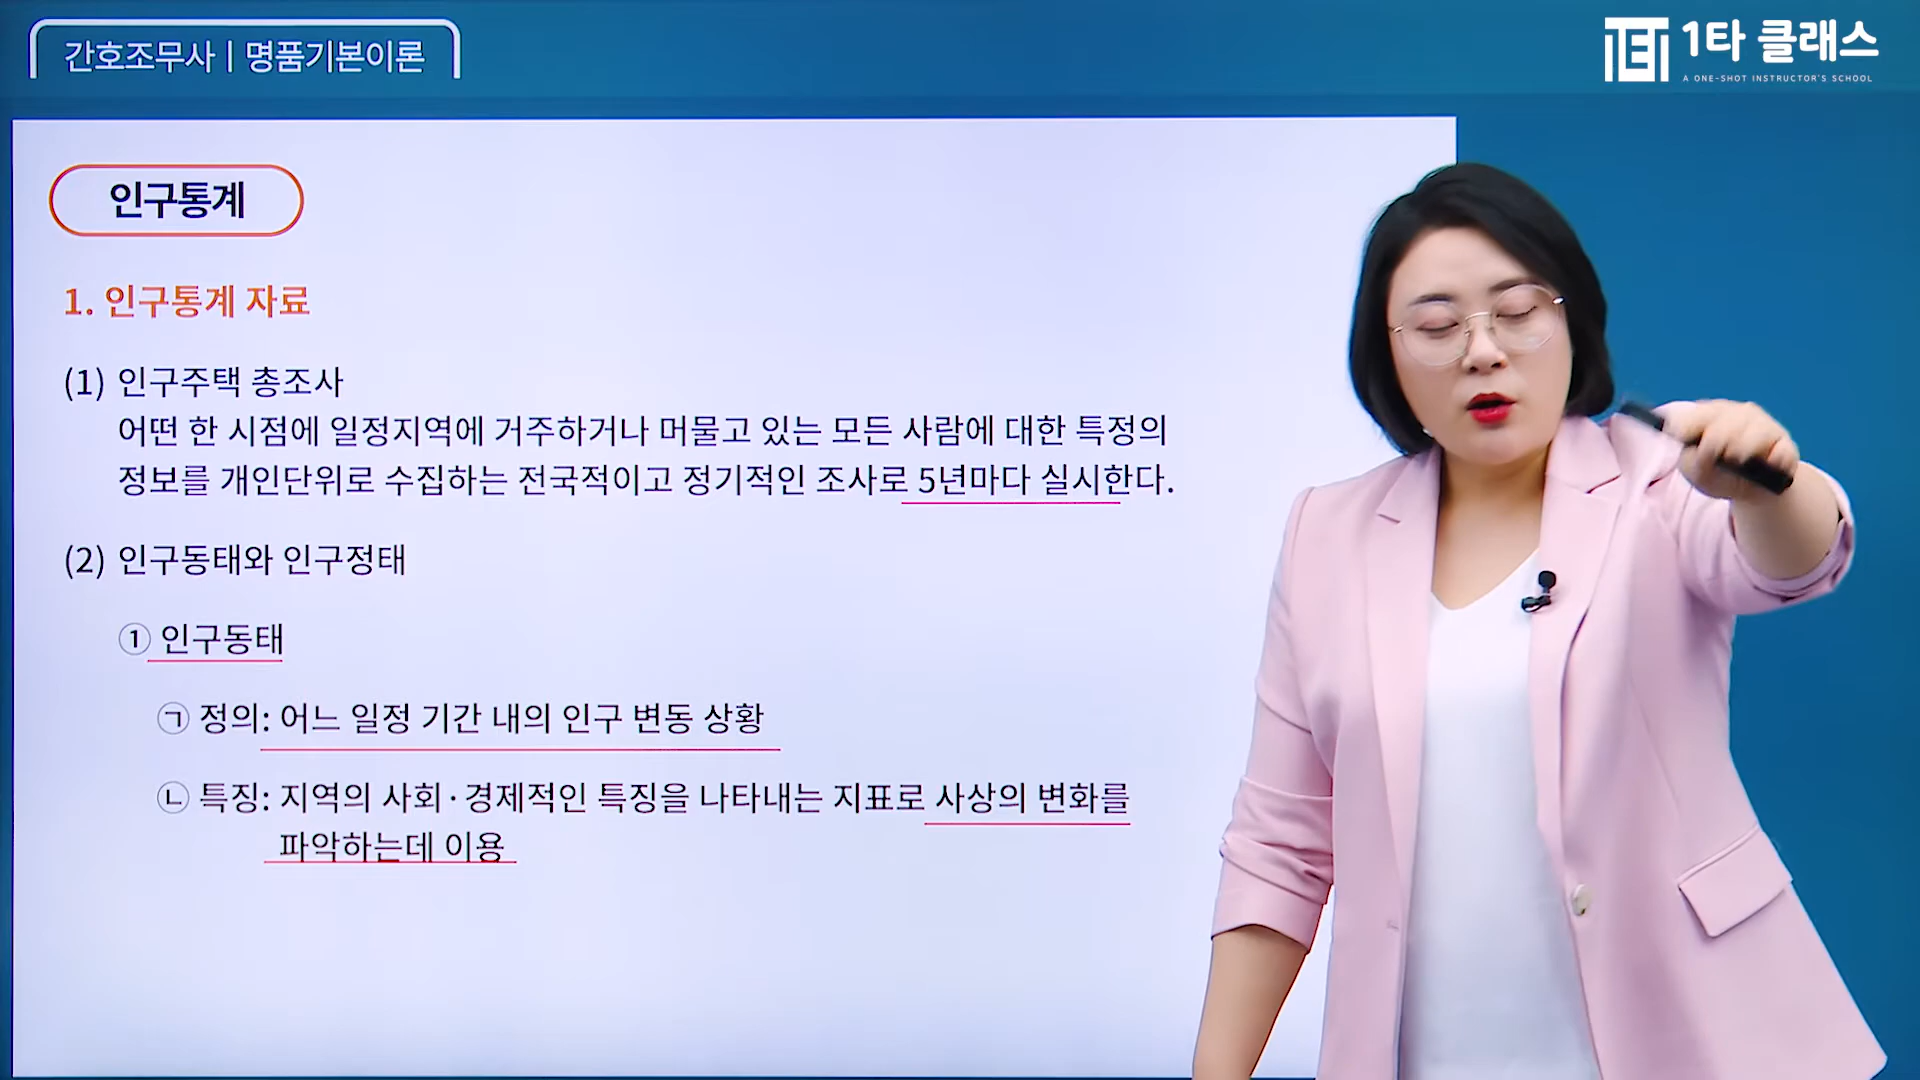 간호조무사 | 명품기본이론
1타 클래스
A ONE-SHOT INSTRUCTOR'S SCHOOL
인구통계
1. 인구통계 자료
(1) 인구주택 총조사
어떤 한 시점에 일정지역에 거주하거나 머물고 있는 모든 사람에 대한 특정의
정보를 개인단위로 수집하는 전국적이고 정기적인 조사로 5년마다 실시한다.
(2) 인구동태와 인구정태
① 인구동태
㉠ 정의: 어느 일정 기간 내의 인구 변동 상황
㉡ 특징: 지역의 사회·경제적인 특징을 나타내는 지표로 사상의 변화를
파악하는데 이용